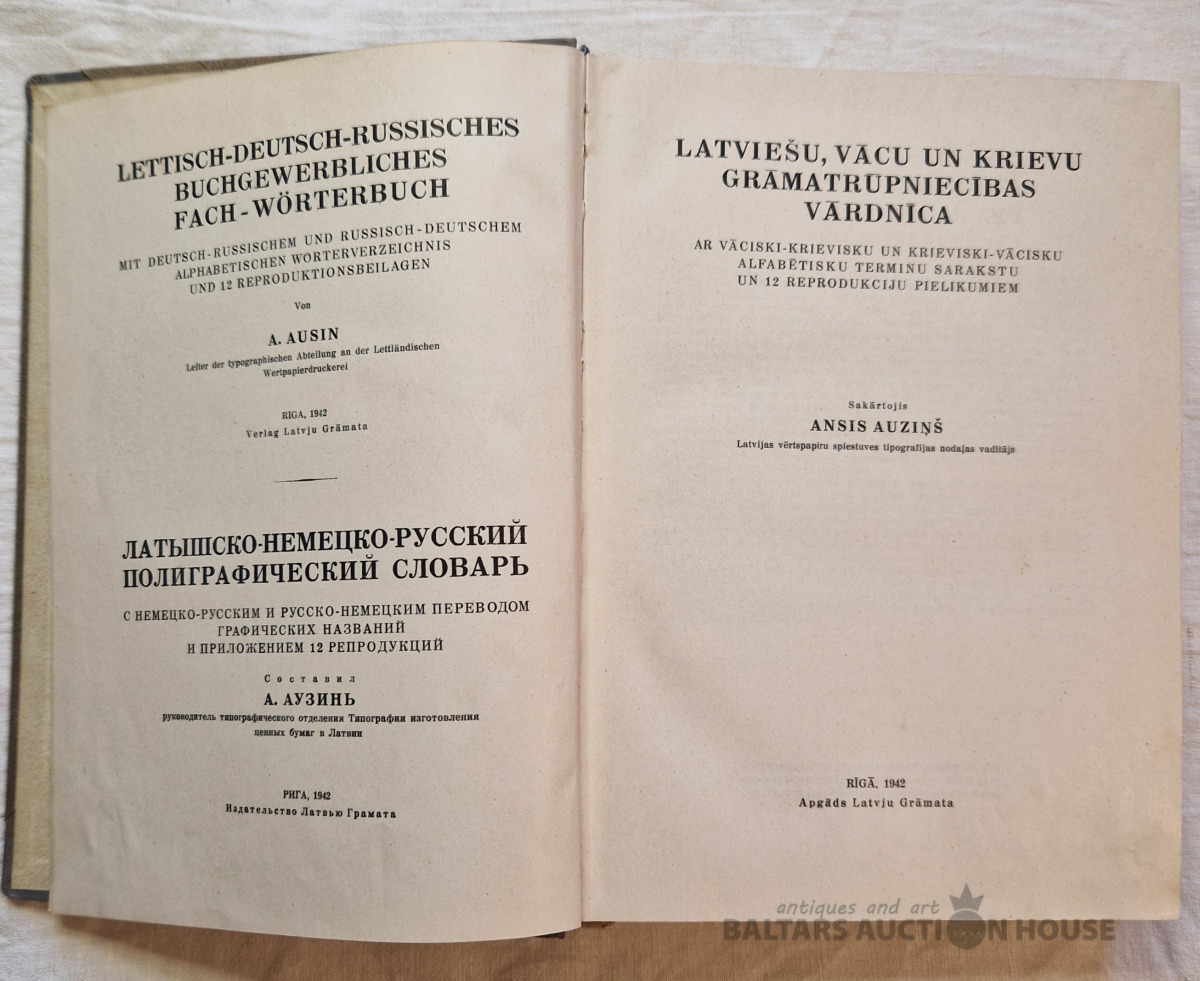 LETTISCH-DEUTSCH-RUSSISCHES
BUCHGEWERBLICHES
FACH-WÖRTERBUCH
MIT DEUTSCH-RUSSISCHEM UND RUSSISCH-DEUTSCHEM
ALPHABETISCHEN WÖRTERVERZEICHNIS
UND 12 REPRODUKTIONSBEILAGEN
Von
A. AUSIN
Leiter der typographischen Abteilung an der Lettländischen
Wertpapierdruckerei
RIGA, 1942
Verlag Latvju Grāmata
ЛАТЫШСКО-НЕМЕЦКО-РУССКИЙ
ПОЛИГРАФИЧЕСКИЙ СЛОВАРЬ
С НЕМЕЦКО-РУССКИМ И РУССКО-НЕМЕЦКИМ ПЕРЕВОДОМ
ГРАФИЧЕСКИХ НАЗВАНИЙ
И ПРИЛОЖЕНИЕМ 12 РЕПРОДУКЦИЙ
Составил
А. АУЗИНЬ
руководитель типографического отделения Типографии изготовления
ценных бумаг в Латвии
РИГА, 1942
Издательство Латвью Грамата
LATVIEŠU, VĀCU UN KRIEVU
GRĀMATRŪPNIECĪBAS
VĀRDNĪCA
AR VĀCISKI-KRIEVISKU UN KRIEVISKI-VĀCISKU
ALFABĒTISKU TERMINU SARAKSTU
UN 12 REPRODUKCIJU PIELIKUMIEM
Sakārtojis
ANSIS AUZIŅŠ
Latvijas vērtspapīru spiestuves tipografijas nodaļas vadītājs
RĪGĀ, 1942
Apgāds Latvju Grāmata
antiques and art
BALTARS AUCTION HOUSE